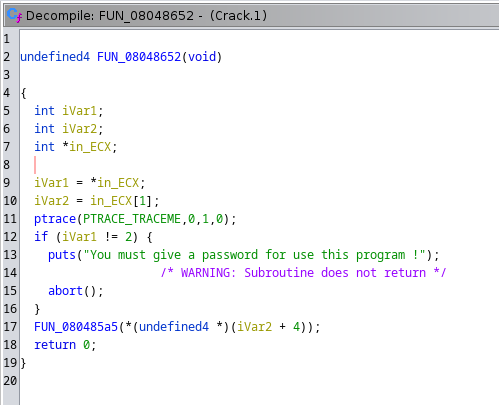 Decompile: FUN_08048652 - (Crack.1)
1
2 undefined4 FUN_08048652(void)
3
4 {
5 int iVar1;
6 int iVar2;
7 int *in_ECX;
8
9 iVar1 = *in_ECX;
10 iVar2 = in_ECX[1];
11 ptrace(PTRACE_TRACEME,0,1,0);
12 if (iVar1 != 2) {
13 puts("You must give a password for use this program !");
14 /* WARNING: Subroutine does not return */
15 abort();
16 }
17 FUN_080485a5(*(undefined4 *)(iVar2 + 4));
18 return 0;
19 }
20